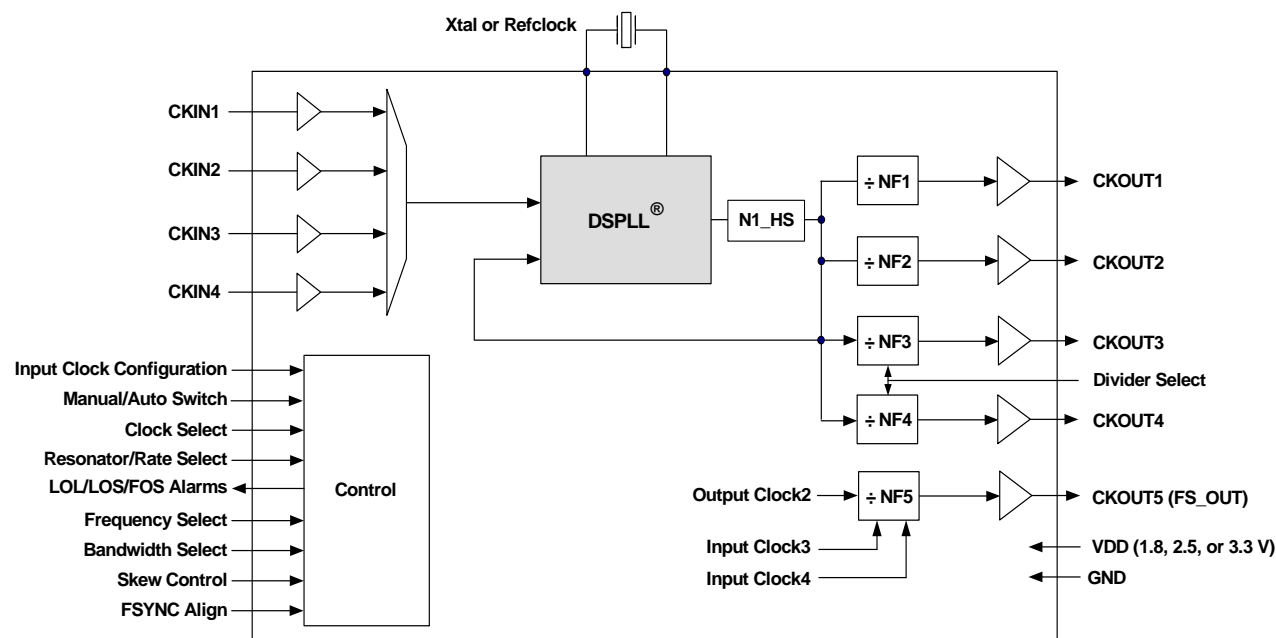 Xtal or Refclock
CKIN1
CKIN2
CKIN3
CKIN4
DSPLL®
N1_HS
÷ NF1
CKOUT1
÷ NF2
CKOUT2
÷ NF3
CKOUT3
Divider Select
÷ NF4
CKOUT4
Output Clock2
÷ NF5
CKOUT5 (FS_OUT)
Input Clock3
Input Clock4
VDD (1.8, 2.5, or 3.3 V)
GND
Input Clock Configuration
Manual/Auto Switch
Clock Select
Resonator/Rate Select
LOL/LOS/FOS Alarms
Frequency Select
Bandwidth Select
Skew Control
FSYNC Align
Control